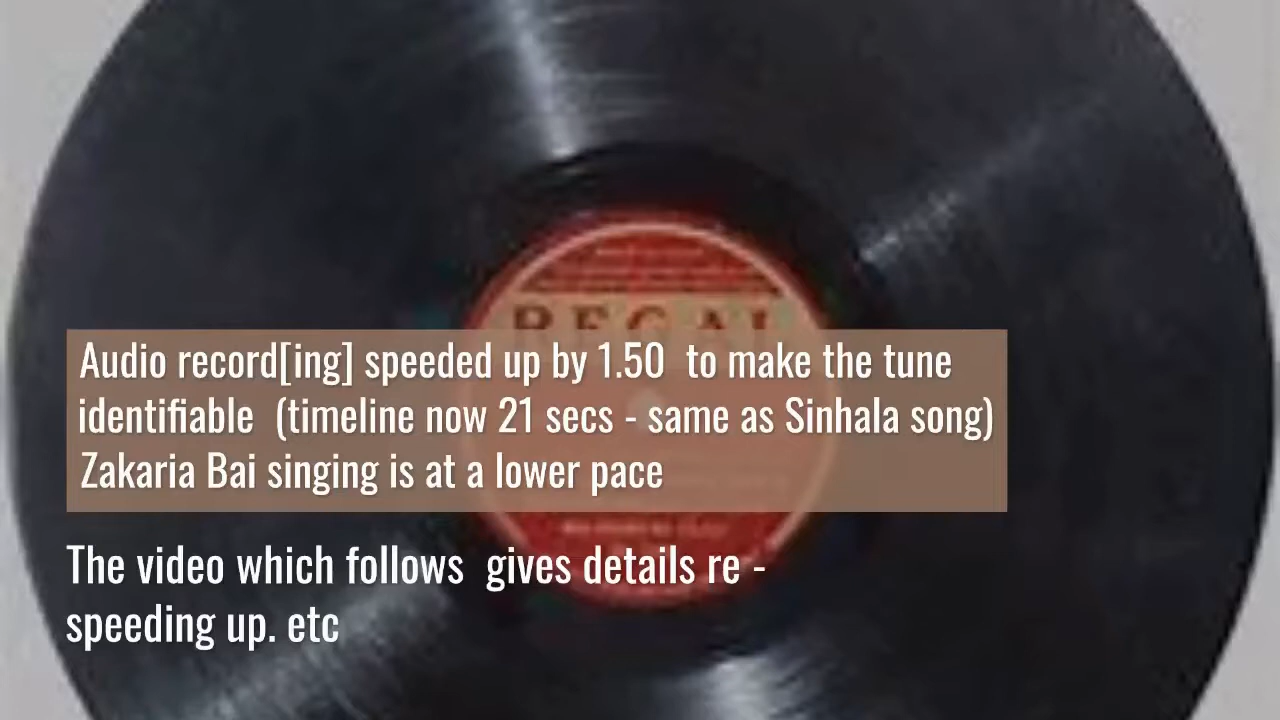 REGAL
Audio record[ing] speeded up by 1.50 to make the tune
identifiable (timeline now 21 secs - same as Sinhala song)
Zakaria Bai singing is at a lower pace
The video which follows gives details re -
speeding up. etc